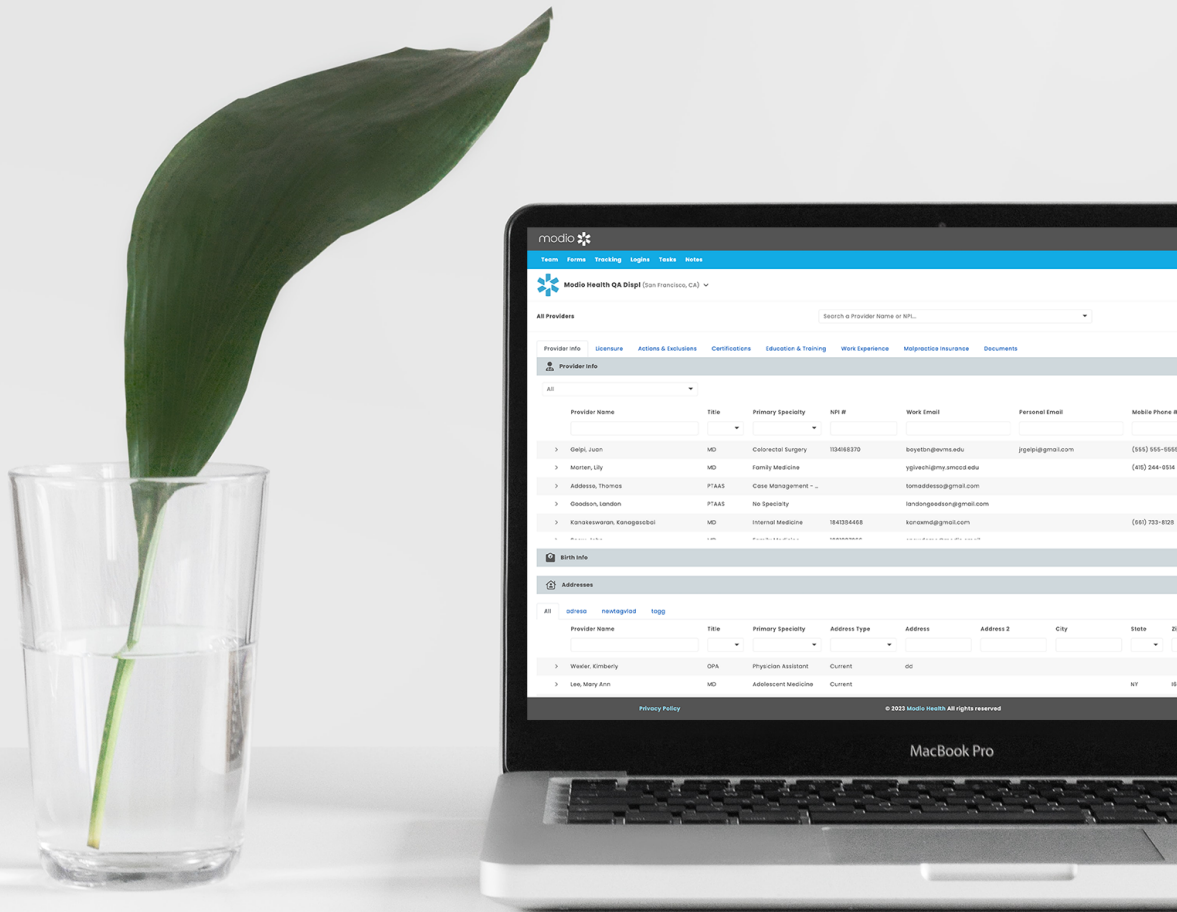 modio
Team Forms Tracking Logins Tasks Notes
Modio Health QA Displ (San Francisco, CA)
All Providers Search a Provider Name or NPI...
Provider Info Licensure Actions & Exclusions Certifications Education & Training Work Experience Malpractice Insurance Documents
Provider Info
All
Provider Name Title Primary Specialty NPI # Work Email Personal Email Mobile Phone #
Gelpi, Juan MD Colorectal Surgery 1134168370 boyetbn@evms.edu jrgelpi@gmail.com (555) 555-5555
Marten, Lily MD Family Medicine ygivechi@my.smccd.edu (415) 244-0514
Addesso, Thomas PTAAS Case Management - ... tomaddesso@gmail.com
Goodson, Landon PTAAS No Specialty landongoodson@gmail.com
Kanakeswaran, Kanagasabai MD Internal Medicine 1841394468 kanaxmd@gmail.com (661) 733-8128
Birth Info
Addresses
All adresa newtagvlad tagg
Provider Name Title Primary Specialty Address Type Address Address 2 City State
Wexler, Kimberly OPA Physician Assistant Current dd
Lee, Mary Ann MD Adolescent Medicine Current NY
Privacy Policy © 2023 Modio Health All rights reserved
MacBook Pro